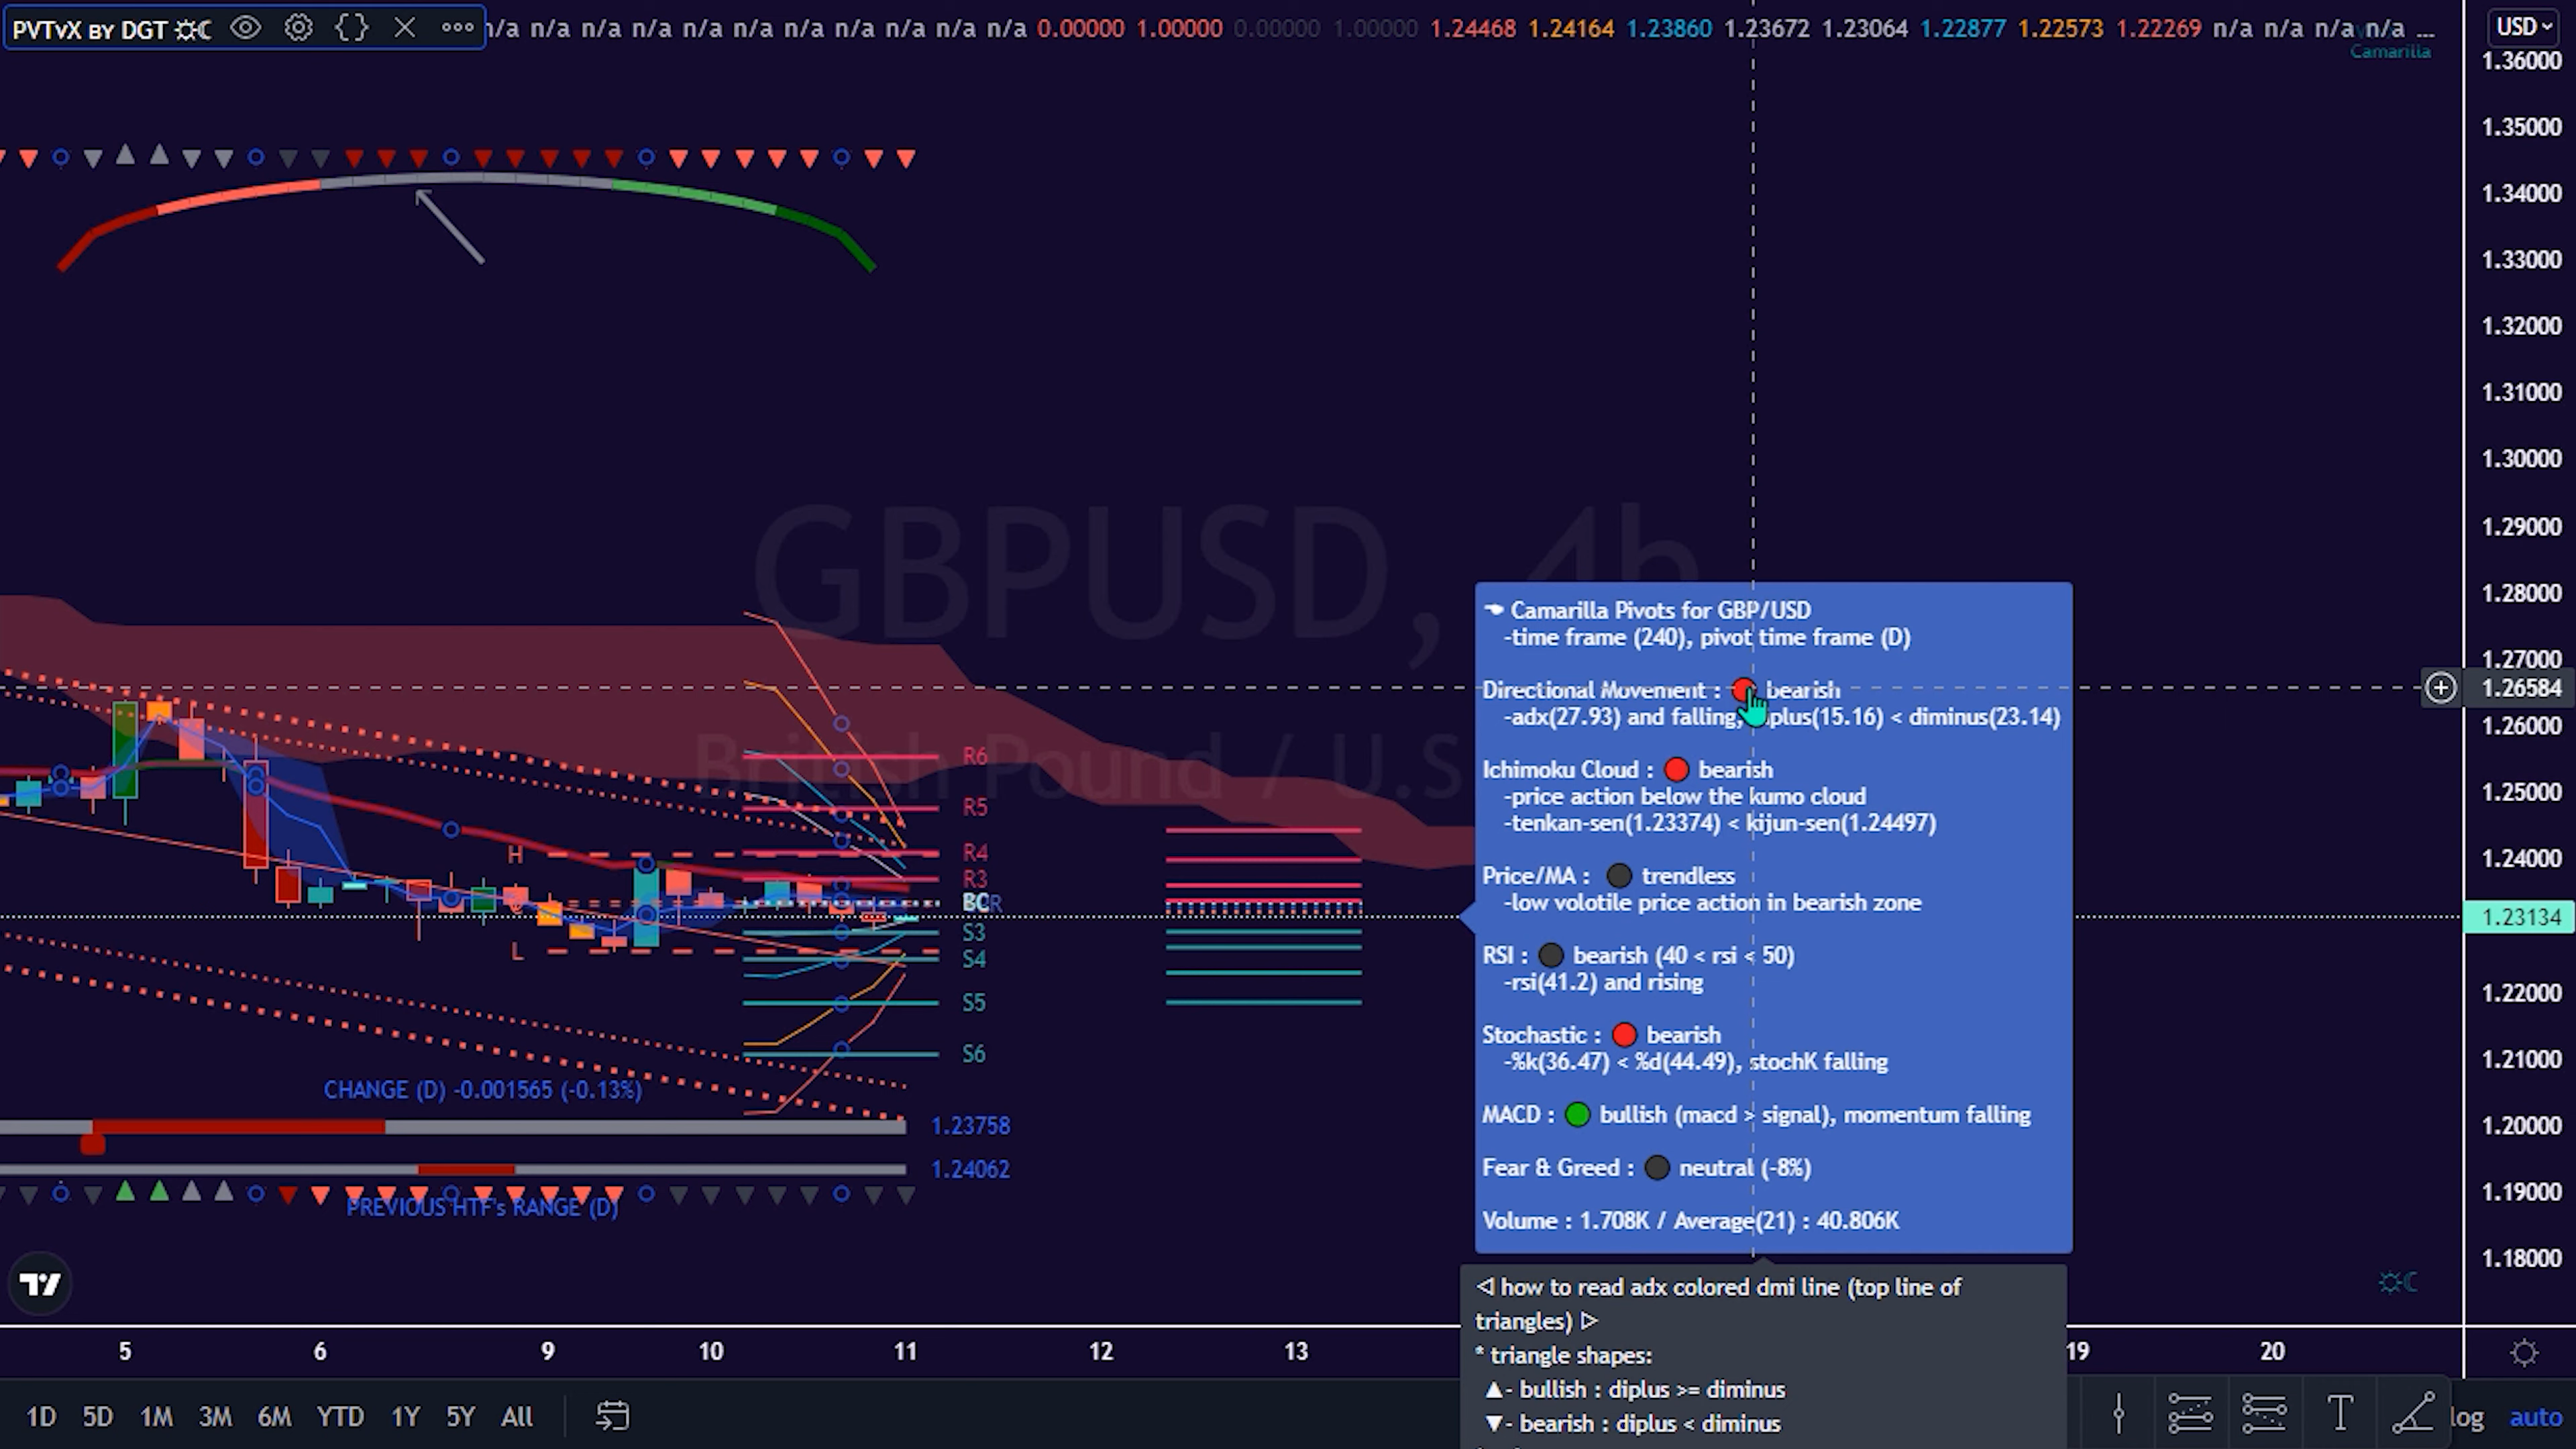 PVTvX BY DGT
n/a n/a n/a n/a n/a n/a n/a n/a n/a n/a 0.00000 1.00000 0.00000 1.00000 1.24468 1.24164 1.23860 1.23672 1.23064 1.22877 1.22573 1.22269 n/a n/a n/a n/a ...
USD
Camarilla
1.36000
1.35000
1.34000
1.33000
1.32000
1.31000
1.30000
1.29000
1.28000
1.27000
1.26584
1.26000
1.25000
1.24000
1.23134
1.22000
1.21000
1.20000
1.19000
1.18000
GBPUSD, 4h
British Pound / U.S
R6
R5
R4
R3
BCR
S3
S4
S5
S6
H
L
CHANGE (D) -0.001565 (-0.13%)
1.23758
1.24062
PREVIOUS HTF's RANGE (D)
Camarilla Pivots for GBP/USD
-time frame (240), pivot time frame (D)
Directional Movement : bearish
-adx(27.93) and falling, plus(15.16) < diminus(23.14)
Ichimoku Cloud : bearish
-price action below the kumo cloud
-tenkan-sen(1.23374) < kijun-sen(1.24497)
Price/MA : trendless
-low volotile price action in bearish zone
RSI : bearish (40 < rsi < 50)
-rsi(41.2) and rising
Stochastic : bearish
-%k(36.47) < %d(44.49), stochK falling
MACD : bullish (macd > signal), momentum falling
Fear & Greed : neutral (-8%)
Volume : 1.708K / Average(21) : 40.806K
◁ how to read adx colored dmi line (top line of
triangles) ▷
* triangle shapes:
▲- bullish : diplus >= diminus
▼- bearish : diplus < diminus
5 6 9 10 11 12 13 19 20
1D 5D 1M 3M 6M YTD 1Y 5Y All
log auto